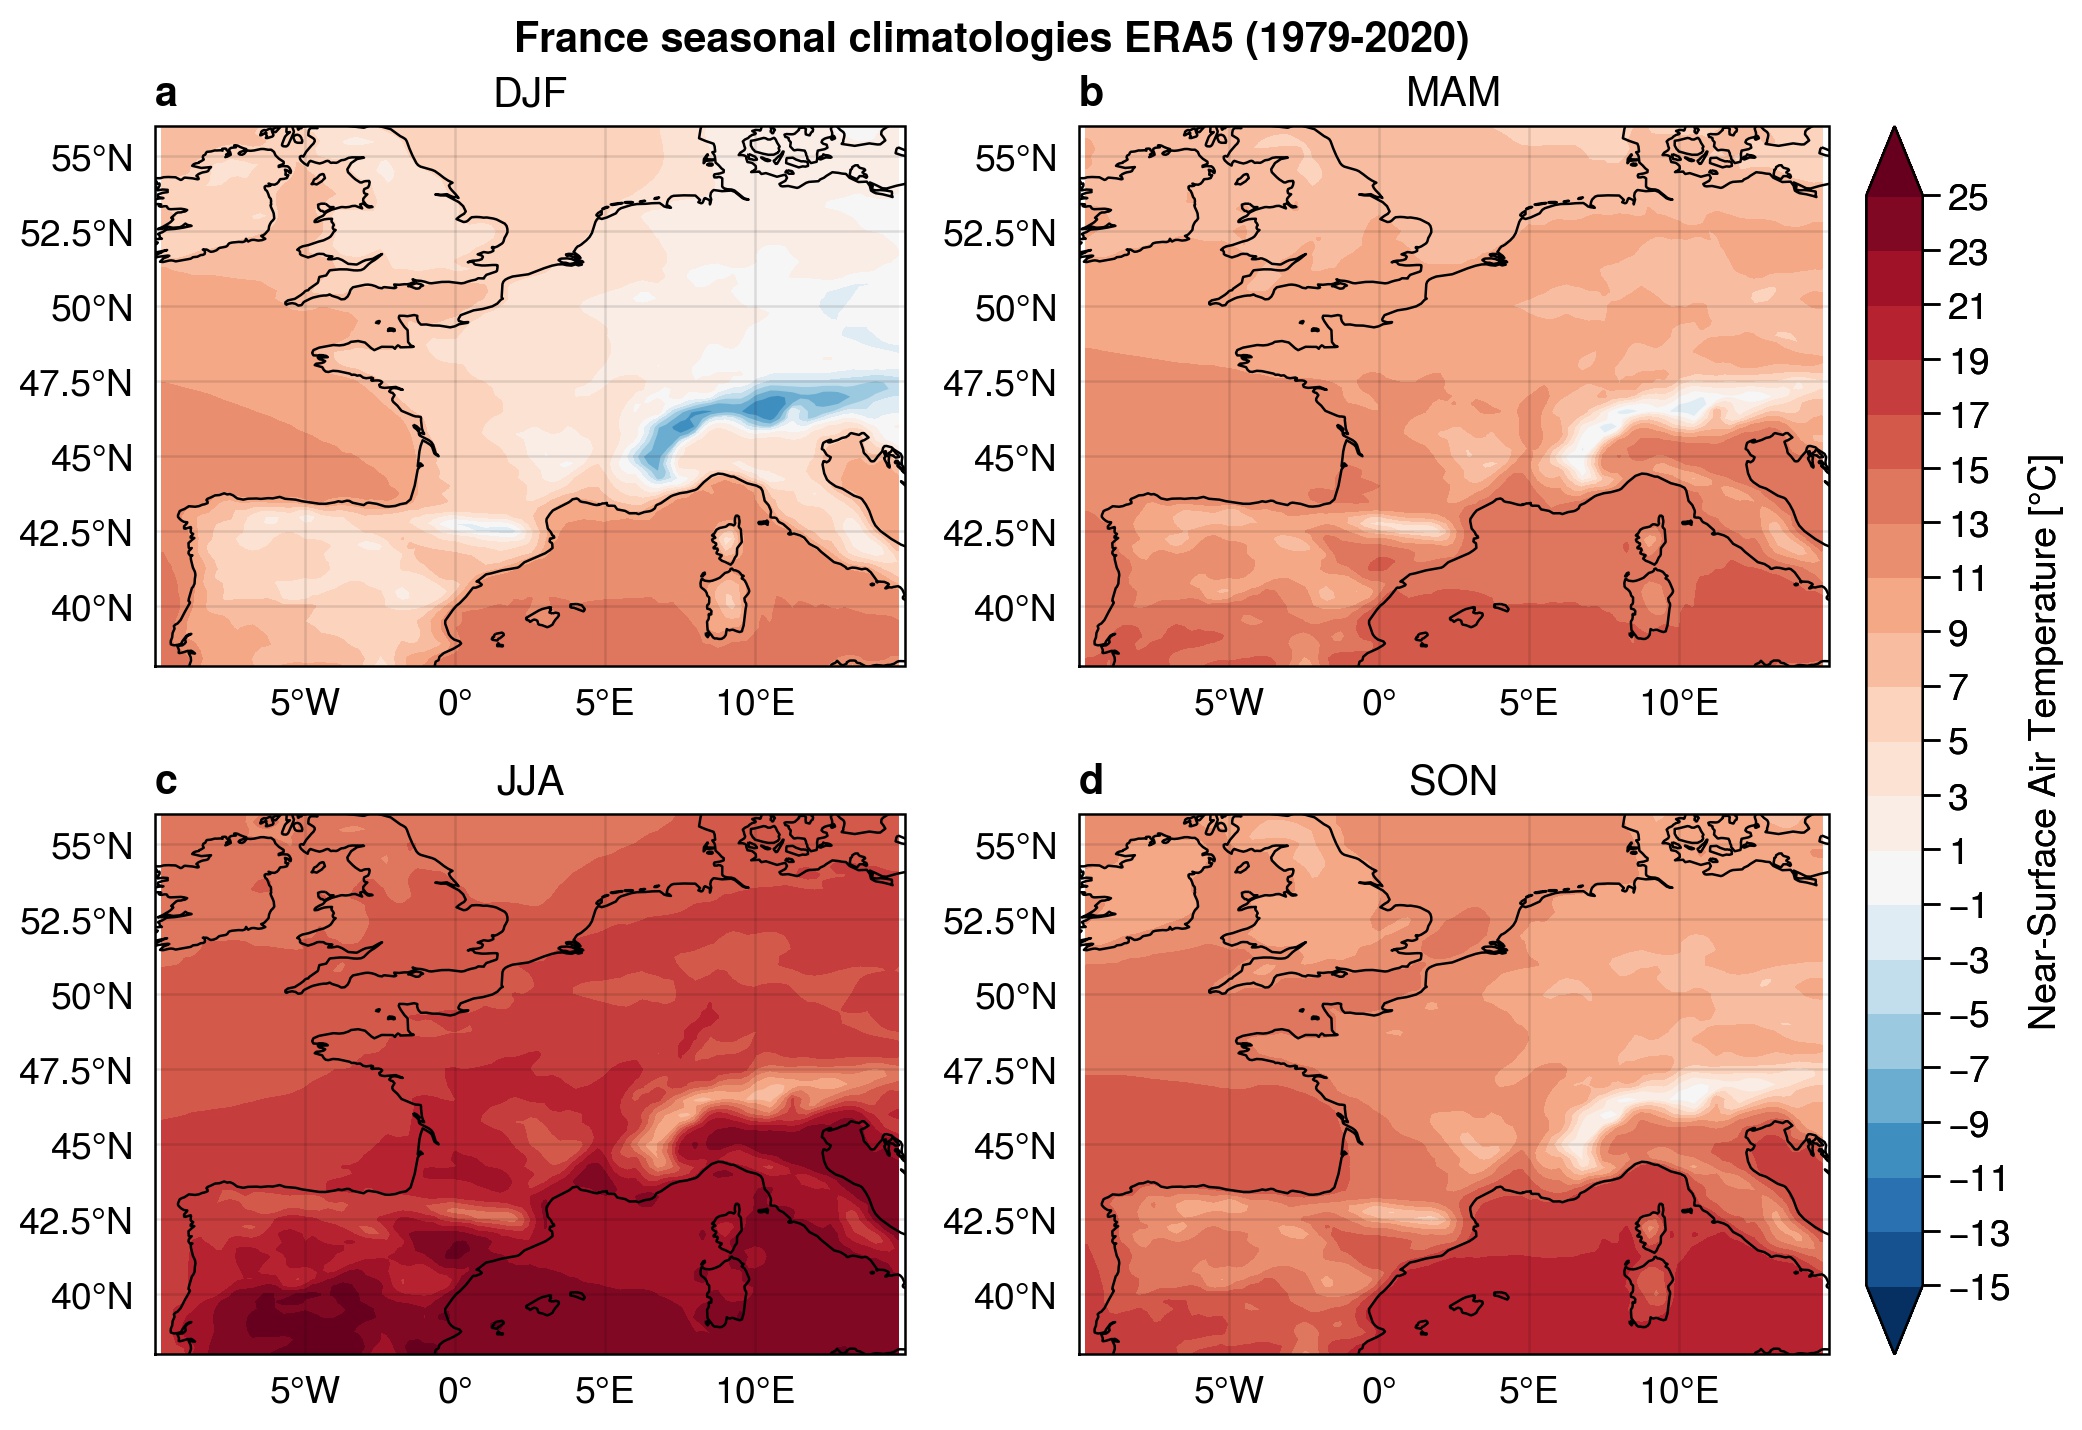 France seasonal climatologies ERA5 (1979-2020)
a
DJF
55°N
52.5°N
50°N
47.5°N
45°N
42.5°N
40°N
5°W 0° 5°E 10°E
b
MAM
55°N
52.5°N
50°N
47.5°N
45°N
42.5°N
40°N
5°W 0° 5°E 10°E
c
JJA
55°N
52.5°N
50°N
47.5°N
45°N
42.5°N
40°N
5°W 0° 5°E 10°E
d
SON
55°N
52.5°N
50°N
47.5°N
45°N
42.5°N
40°N
5°W 0° 5°E 10°E
25
23
21
19
17
15
13
11
9
7
5
3
1
−1
−3
−5
−7
−9
−11
−13
−15
Near-Surface Air Temperature [°C]